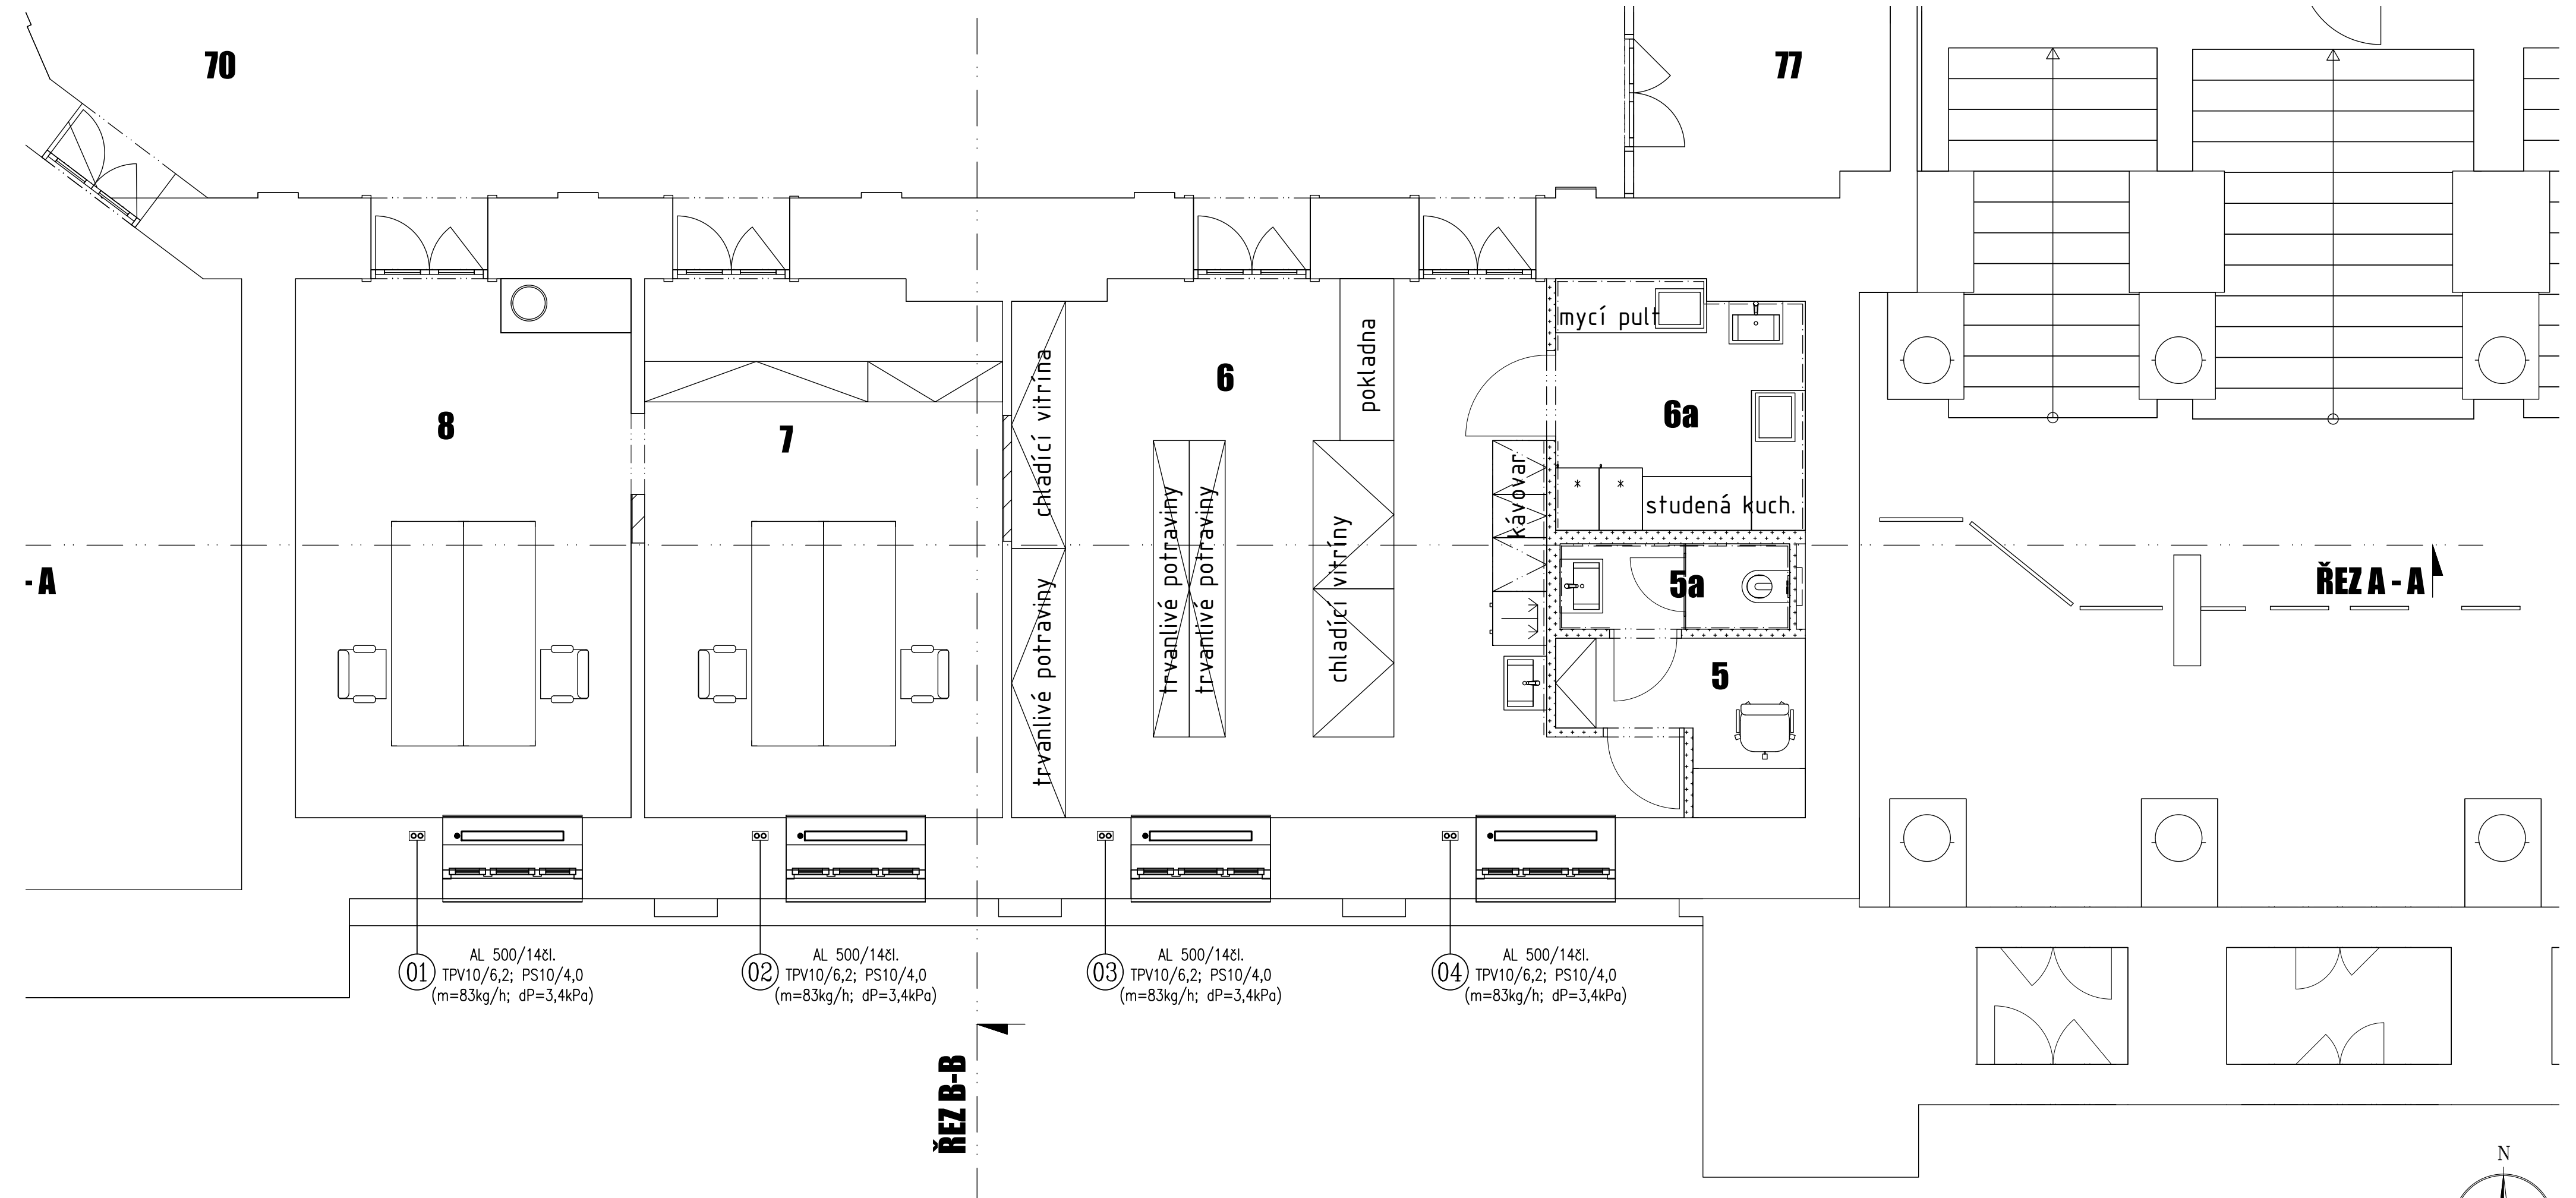 70
77
mycí pult
chladící vitrína
pokladna
6
6a
8
7
kávovar
studená kuch.
trvanlivé potraviny
trvanlivé potraviny
chladící vitríny
trvanlivé potraviny
5a
5
- A
ŘEZ A - A
01
AL 500/14čl.
TPV10/6,2; PS10/4,0
(m=83kg/h; dP=3,4kPa)
02
AL 500/14čl.
TPV10/6,2; PS10/4,0
(m=83kg/h; dP=3,4kPa)
03
AL 500/14čl.
TPV10/6,2; PS10/4,0
(m=83kg/h; dP=3,4kPa)
04
AL 500/14čl.
TPV10/6,2; PS10/4,0
(m=83kg/h; dP=3,4kPa)
ŘEZ B-B
N